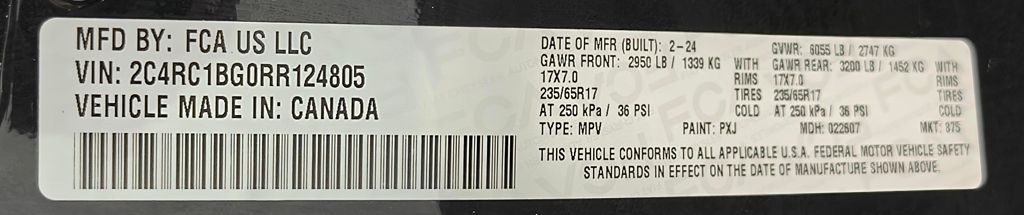 MFD BY: FCA US LLC
VIN: 2C4RC1BG0RR124805
VEHICLE MADE IN: CANADA
DATE OF MFR (BUILT): 2-24 GVWR: 6055 LB / 2747 KG
GAWR FRONT: 2950 LB / 1339 KG WITH GAWR REAR: 3200 LB / 1452 KG WITH
17X7.0 RIMS 17X7.0 RIMS
235/65R17 TIRES 235/65R17 TIRES
AT 250 kPa / 36 PSI COLD AT 250 kPa / 36 PSI COLD
TYPE: MPV PAINT: PXJ MDH: 022607 MKT: 875
THIS VEHICLE CONFORMS TO ALL APPLICABLE U.S.A. FEDERAL MOTOR VEHICLE SAFETY
STANDARDS IN EFFECT ON THE DATE OF MANUFACTURE SHOWN ABOVE.